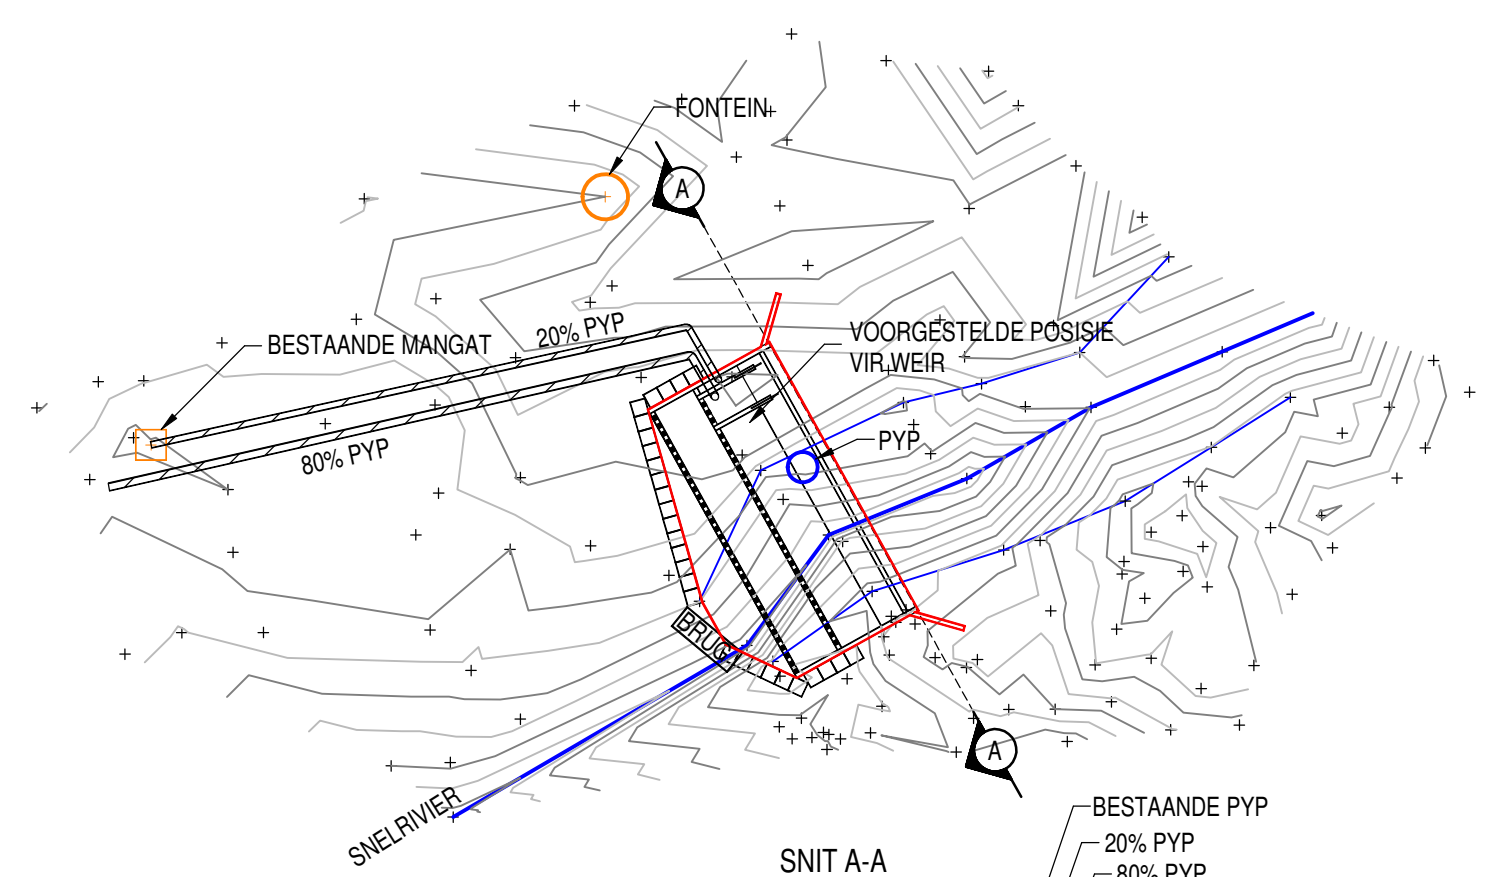 FONTEIN
A
20% PYP
BESTAANDE MANGAT
VOORGESTELDE POSISIE
VIR WEIR
80% PYP
PYP
BRUG
A
SNELRIVIER
BESTAANDE PYP
20% PYP
SNIT A-A
80% PYP